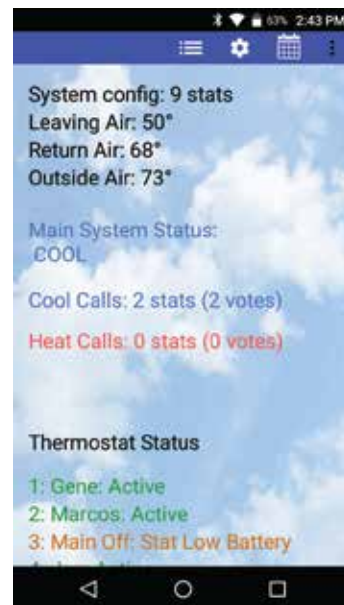 63% 2:43 PM
System config: 9 stats
Leaving Air: 50°
Return Air: 68°
Outside Air: 73°
Main System Status:
COOL
Cool Calls: 2 stats (2 votes)
Heat Calls: 0 stats (0 votes)
Thermostat Status
1: Gene: Active
2: Marcos: Active
3: Main Off: Stat Low Battery